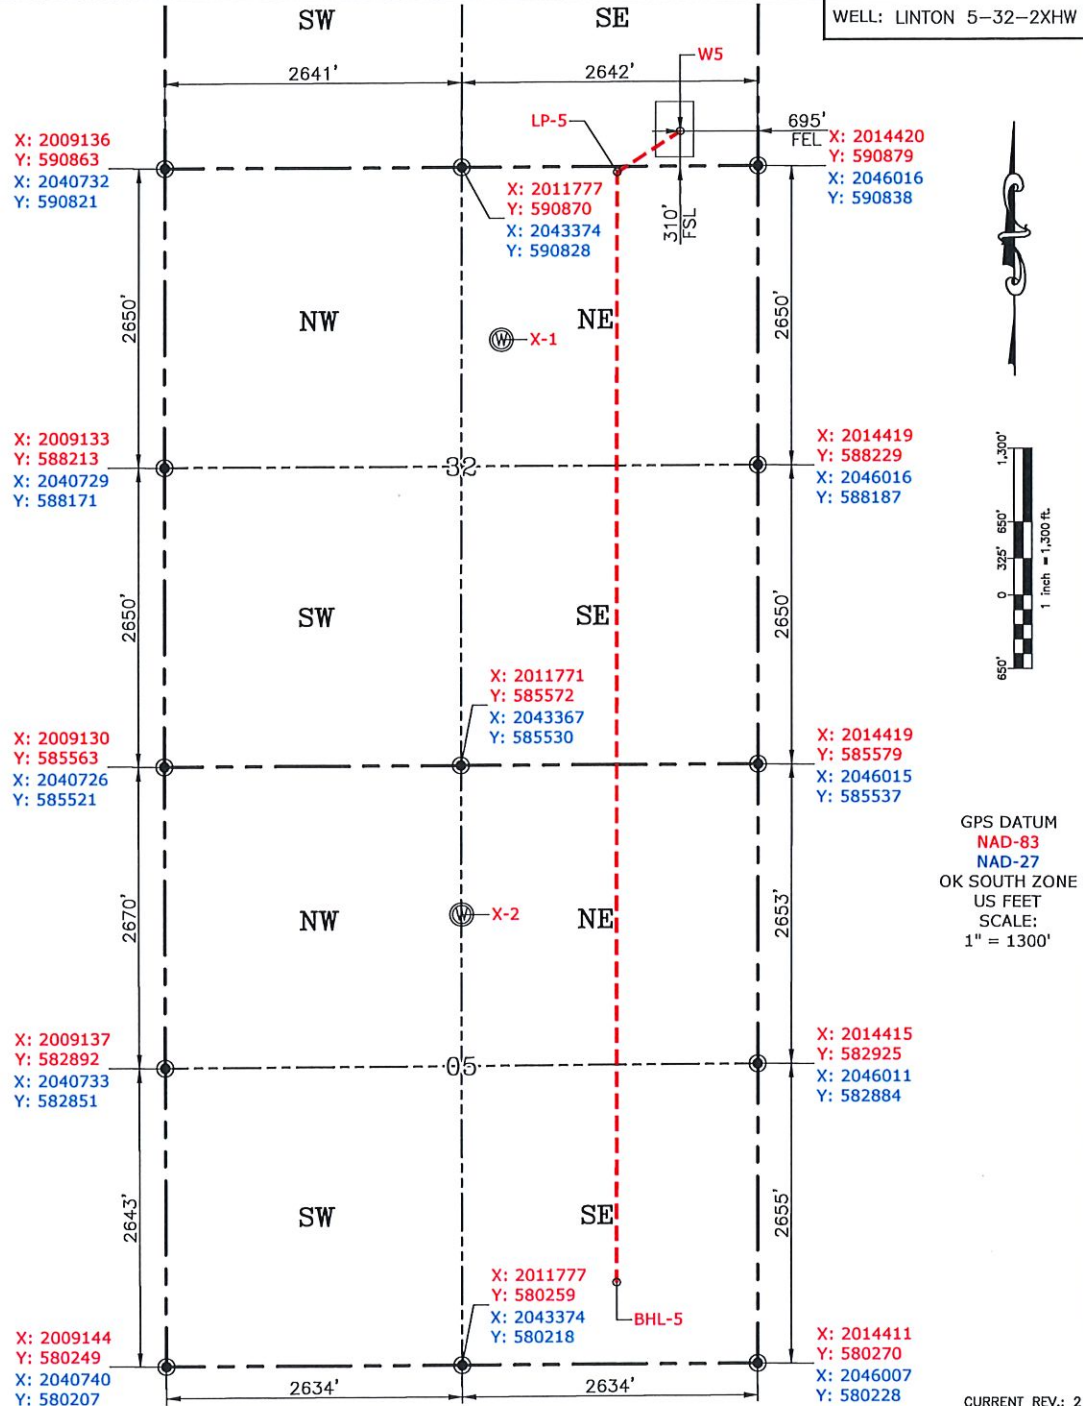 WELL: LINTON 5-32-2XHW
SW
SE
2641'
2642'
W5
LP-5
695'
FEL
X: 2009136
Y: 590863
X: 2040732
Y: 590821
X: 2011777
Y: 590870
X: 2043374
Y: 590828
310'
FSL
X: 2014420
Y: 590879
X: 2046016
Y: 590838
2650'
NW
NE
2650'
W
X-1
X: 2009133
Y: 588213
X: 2040729
Y: 588171
32
X: 2014419
Y: 588229
X: 2046016
Y: 588187
1,300'
650'
325'
0
650'
1 inch = 1,300 ft.
2650'
SW
SE
2650'
X: 2011771
Y: 585572
X: 2043367
Y: 585530
X: 2009130
Y: 585563
X: 2040726
Y: 585521
X: 2014419
Y: 585579
X: 2046015
Y: 585537
GPS DATUM
NAD-83
NAD-27
OK SOUTH ZONE
US FEET
SCALE:
1" = 1300'
2670'
NW
W
X-2
NE
2653'
X: 2009137
Y: 582892
X: 2040733
Y: 582851
05
X: 2014415
Y: 582925
X: 2046011
Y: 582884
2643'
SW
SE
2655'
X: 2011777
Y: 580259
X: 2043374
Y: 580218
BHL-5
X: 2009144
Y: 580249
X: 2040740
Y: 580207
X: 2014411
Y: 580270
X: 2046007
Y: 580228
2634'
2634'
CURRENT REV.: 2